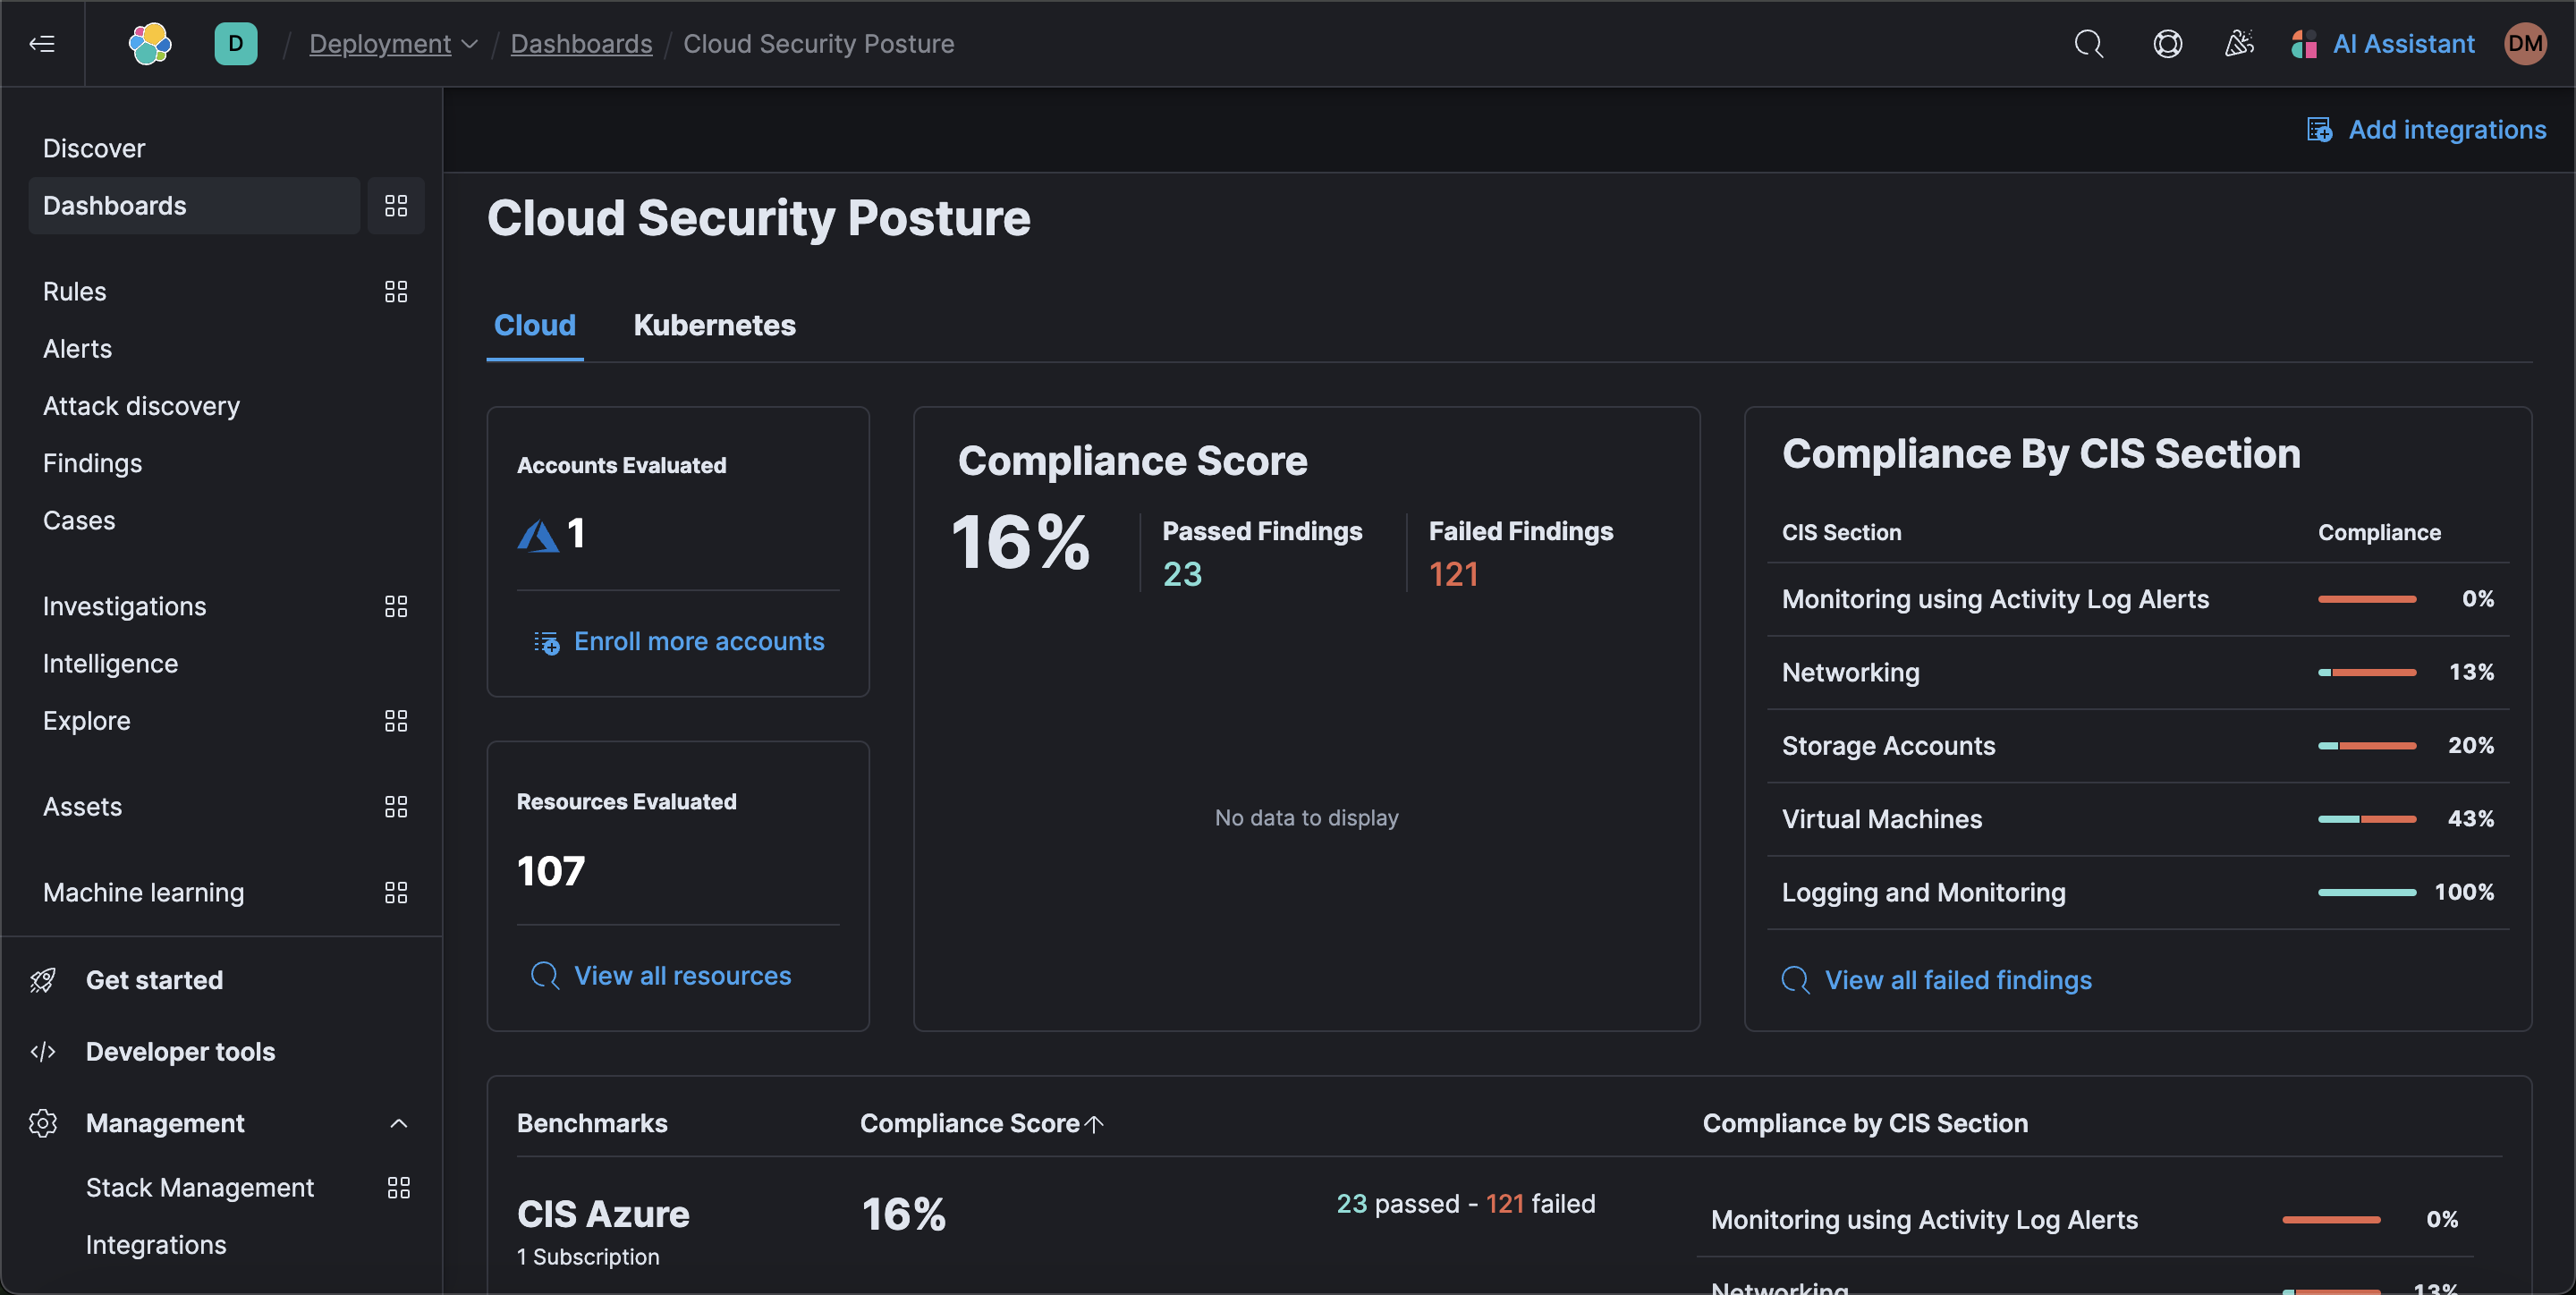 D / Deployment / Dashboards / Cloud Security Posture
AI Assistant
DM
Add integrations
Discover
Dashboards
Rules
Alerts
Attack discovery
Findings
Cases
Investigations
Intelligence
Explore
Assets
Machine learning
Get started
Developer tools
Management
Stack Management
Integrations
Cloud Security Posture
Cloud
Kubernetes
Accounts Evaluated
1
Enroll more accounts
Resources Evaluated
107
View all resources
Compliance Score
16%
Passed Findings
23
Failed Findings
121
No data to display
Compliance By CIS Section
CIS Section Compliance
Monitoring using Activity Log Alerts 0%
Networking 13%
Storage Accounts 20%
Virtual Machines 43%
Logging and Monitoring 100%
View all failed findings
Benchmarks Compliance Score Compliance by CIS Section
CIS Azure
1 Subscription
16%
23 passed - 121 failed
Monitoring using Activity Log Alerts 0%
Networking 13%